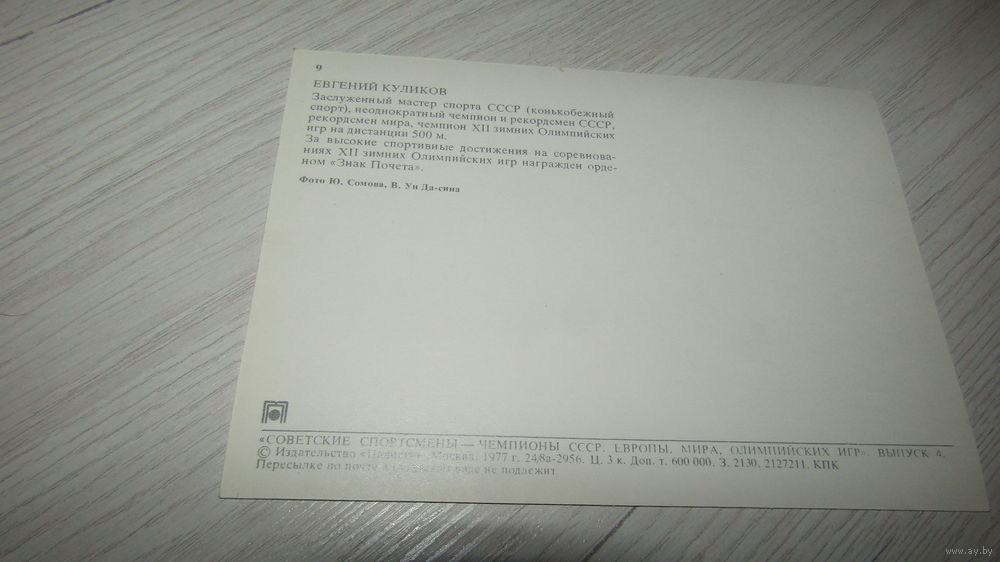 9
ЕВГЕНИЙ КУЛИКОВ
Заслуженный мастер спорта СССР (конькобежный
спорт), неоднократный чемпион и рекордсмен СССР,
рекордсмен мира, чемпион XII зимних Олимпийских
игр на дистанции 500 м.
За высокие спортивные достижения на соревнова-
ниях XII зимних Олимпийских игр награжден орде-
ном «Знак Почета».
Фото Ю. Сомова, В. Ун Да-сина
«СОВЕТСКИЕ СПОРТСМЕНЫ — ЧЕМПИОНЫ СССР, ЕВРОПЫ, МИРА, ОЛИМПИЙСКИХ ИГР». ВЫПУСК 4.
© Издательство «Плакат», Москва, 1977 г. 24,8а-2956. Ц. 3 к. Доп. т. 600 000. З. 2130. 2127211. КПК
Пересылке по почте в открытом виде не подлежит
www.ay.by